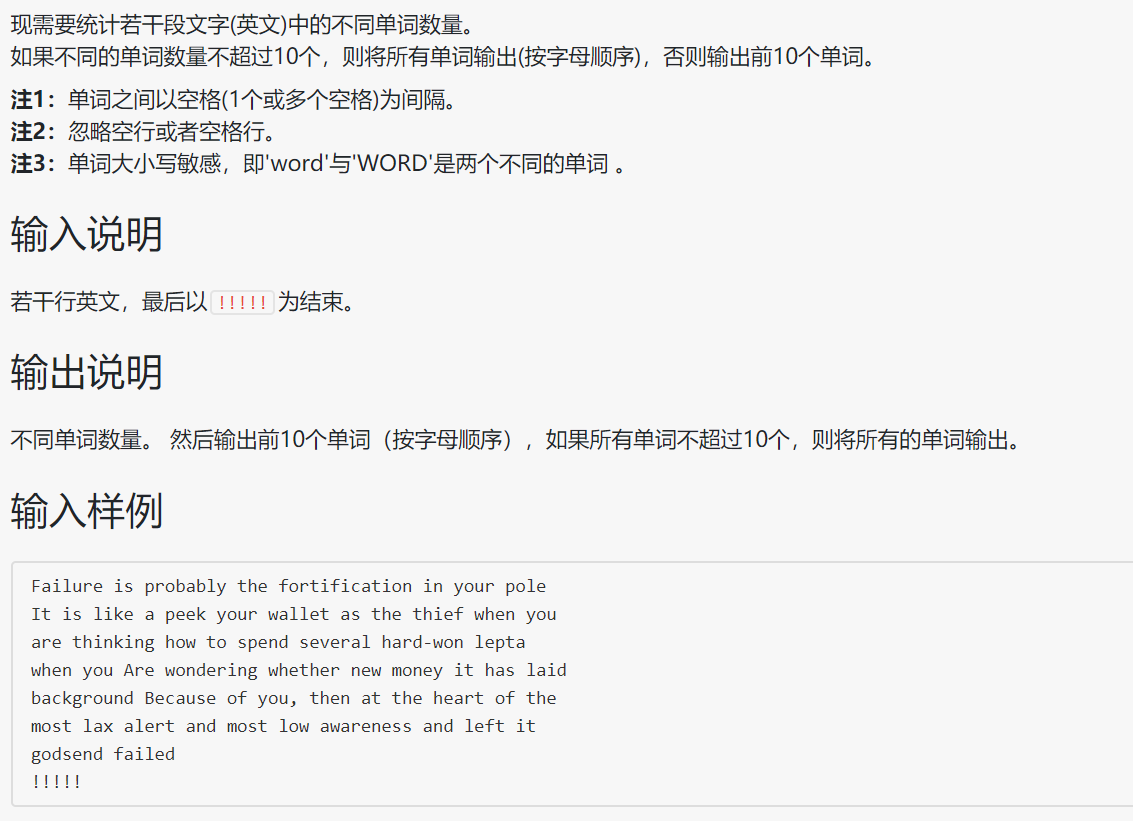 现需要统计若干段文字(英文)中的不同单词数量。
如果不同的单词数量不超过10个，则将所有单词输出(按字母顺序)，否则输出前10个单词。
注1：单词之间以空格(1个或多个空格)为间隔。
注2：忽略空行或者空格行。
注3：单词大小写敏感，即'word'与'WORD'是两个不同的单词 。
输入说明
若干行英文，最后以 !!!!! 为结束。
输出说明
不同单词数量。 然后输出前10个单词（按字母顺序），如果所有单词不超过10个，则将所有的单词输出。
输入样例
Failure is probably the fortification in your pole
It is like a peek your wallet as the thief when you
are thinking how to spend several hard-won lepta
when you Are wondering whether new money it has laid
background Because of you, then at the heart of the
most lax alert and most low awareness and left it
godsend failed
!!!!!